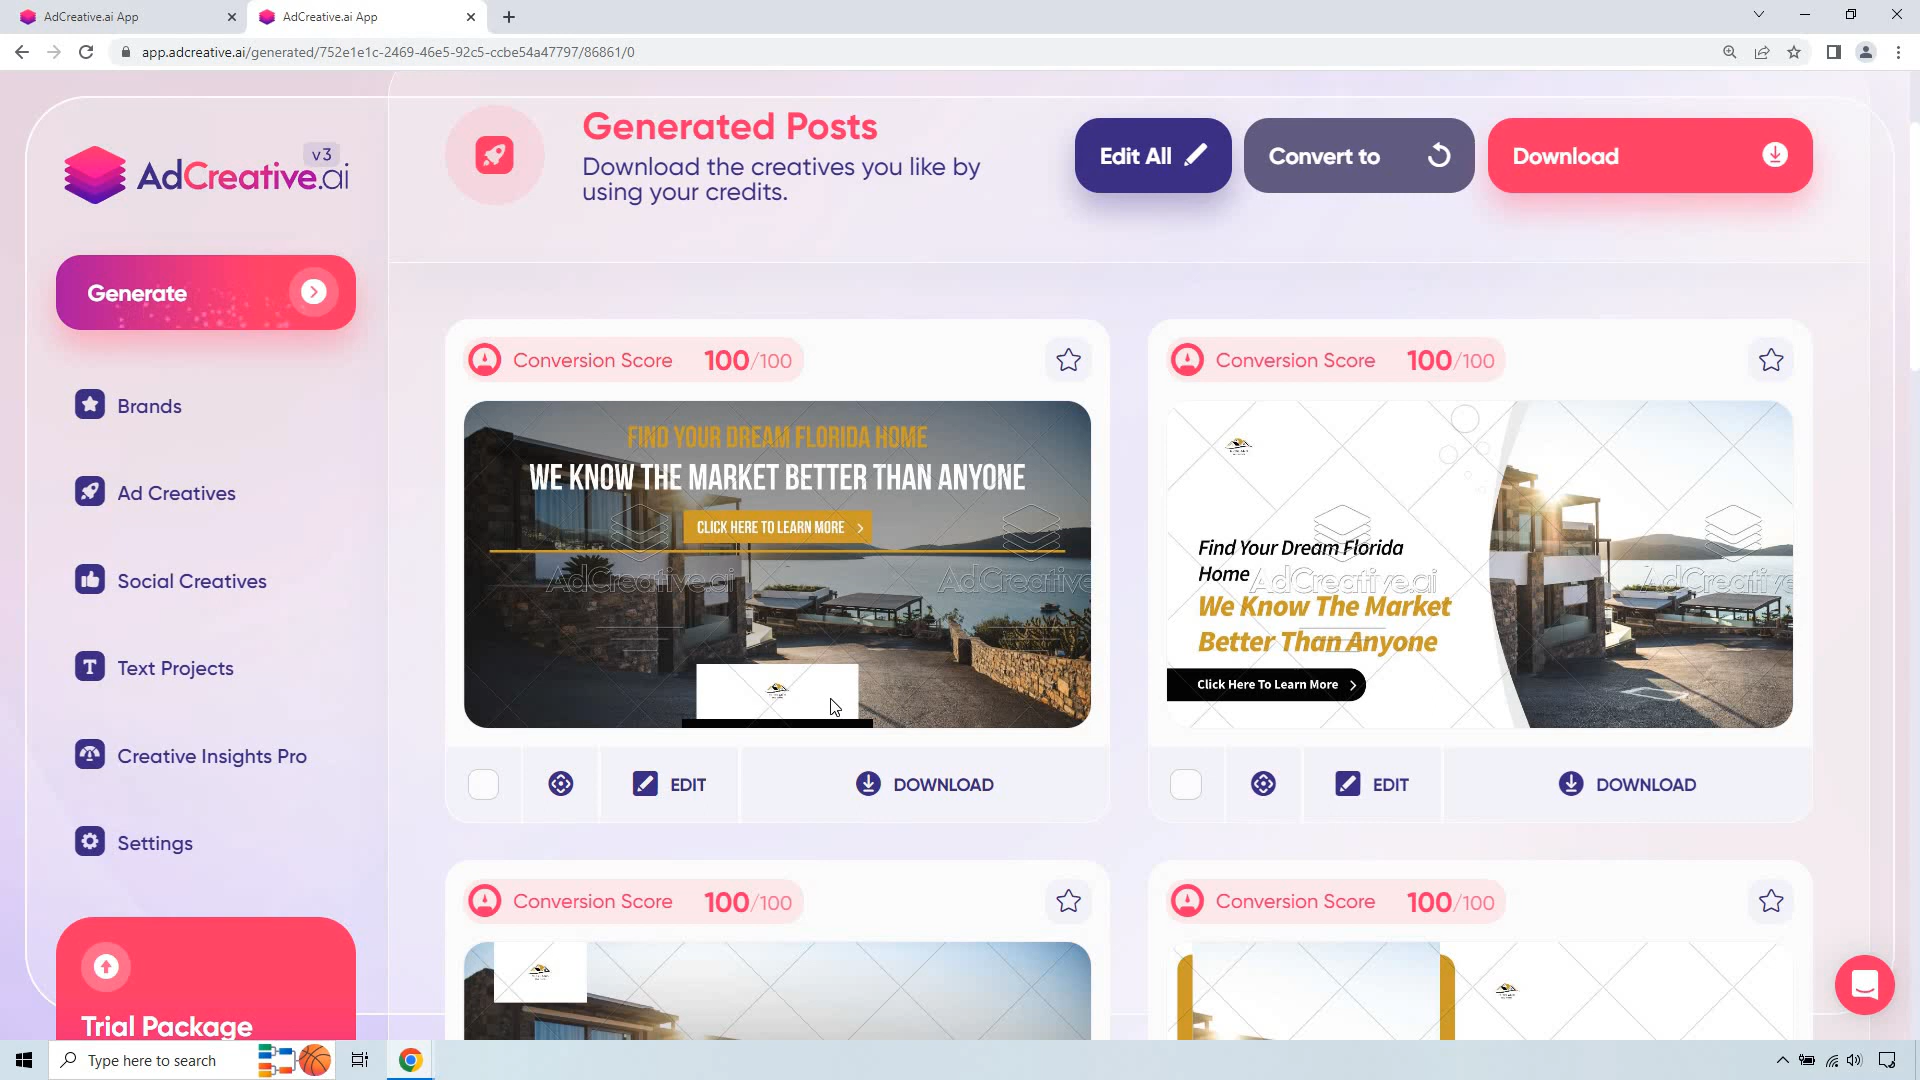 AdCreative.ai App
AdCreative.ai App
app.adcreative.ai/generated/752e1e1c-2469-46e5-92c5-ccbe54a47797/86861/0
AdCreative.ai
v3
Generate
Brands
Ad Creatives
Social Creatives
Text Projects
Creative Insights Pro
Settings
Trial Package
Generated Posts
Download the creatives you like by
using your credits.
Edit All
Convert to
Download
Conversion Score 100/100
FIND YOUR DREAM FLORIDA HOME
WE KNOW THE MARKET BETTER THAN ANYONE
CLICK HERE TO LEARN MORE
AdCreative.ai
AdCreative
EDIT
DOWNLOAD
Conversion Score 100/100
Find Your Dream Florida
Home
We Know The Market
Better Than Anyone
Click Here To Learn More
AdCreative.ai
AdCreative
EDIT
DOWNLOAD
Conversion Score 100/100
Conversion Score 100/100
Type here to search